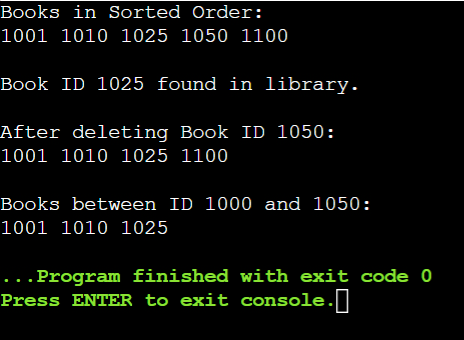 Books in Sorted Order:
1001 1010 1025 1050 1100
Book ID 1025 found in library.
After deleting Book ID 1050:
1001 1010 1025 1100
Books between ID 1000 and 1050:
1001 1010 1025
...Program finished with exit code 0
Press ENTER to exit console.